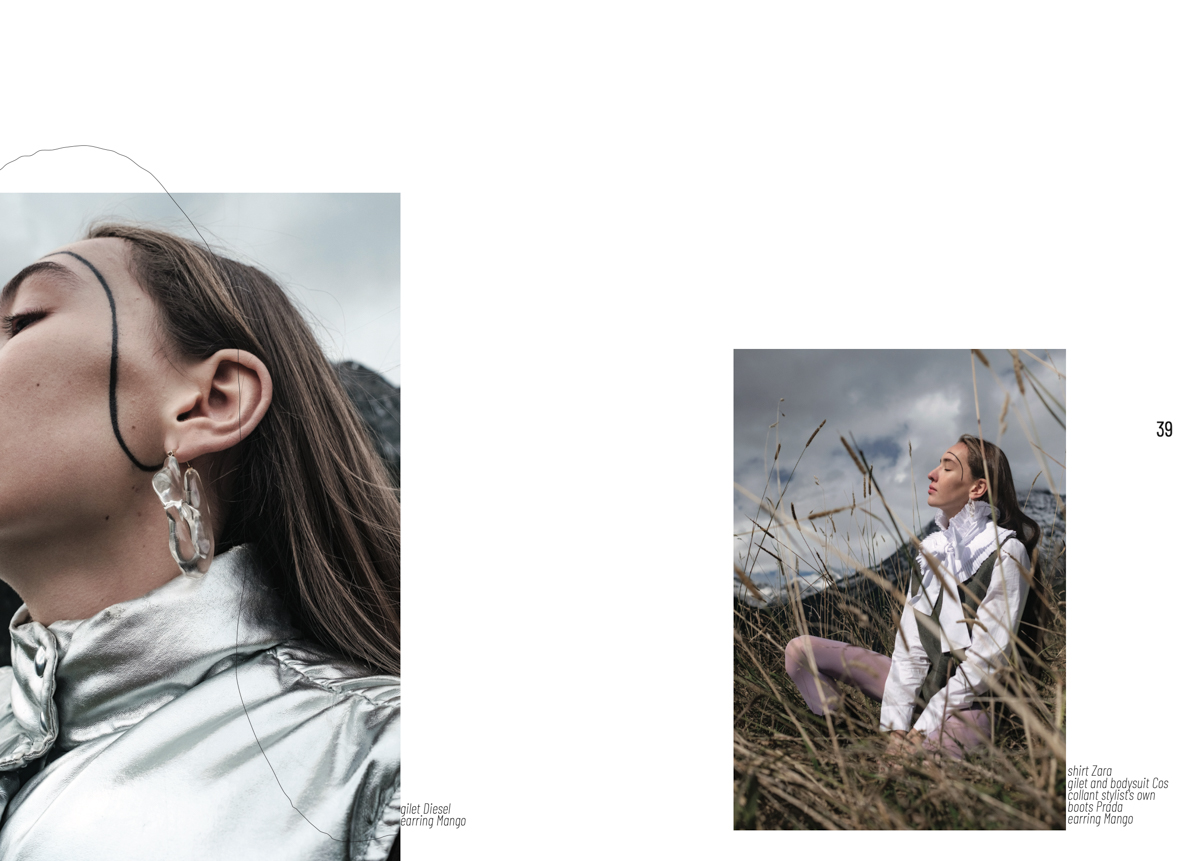 39
gilet Diesel
earring Mango
shirt Zara
gilet and bodysuit Cos
collant stylist's own
boots Prada
earring Mango